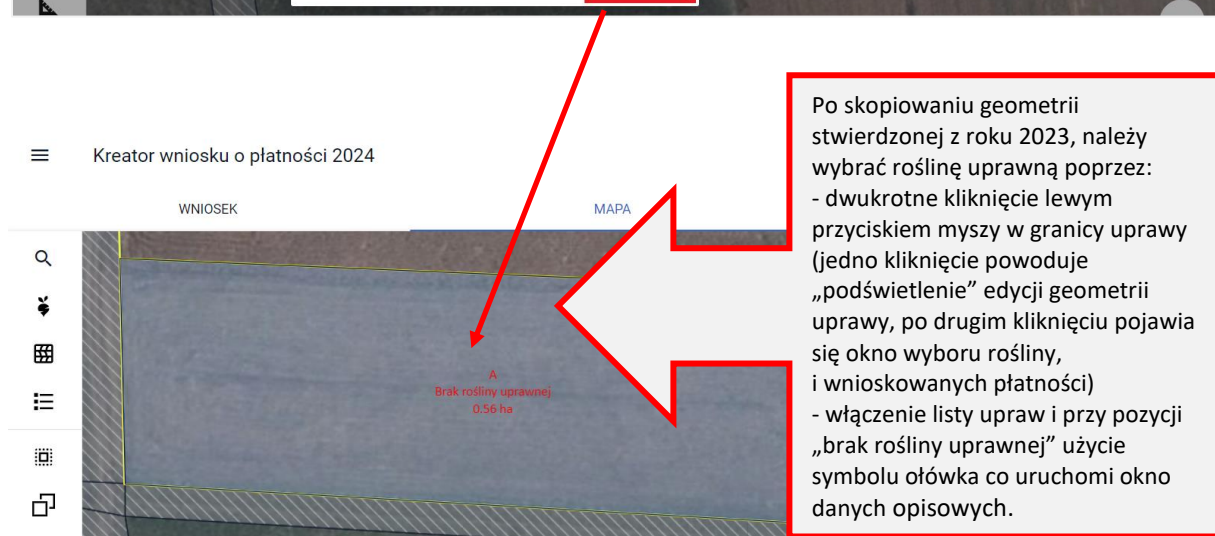 Kreator wniosku o płatności 2024
WNIOSEK
MAPA
A
Brak rośliny uprawnej
0.56 ha
Po skopiowaniu geometrii
stwierdzonej z roku 2023, należy
wybrać roślinę uprawną poprzez:
- dwukrotne kliknięcie lewym
przyciskiem myszy w granicy uprawy
(jedno kliknięcie powoduje
„podświetlenie” edycji geometrii
uprawy, po drugim kliknięciu pojawia
się okno wyboru rośliny,
i wnioskowanych płatności)
- włączenie listy upraw i przy pozycji
„brak rośliny uprawnej” użycie
symbolu ołówka co uruchomi okno
danych opisowych.